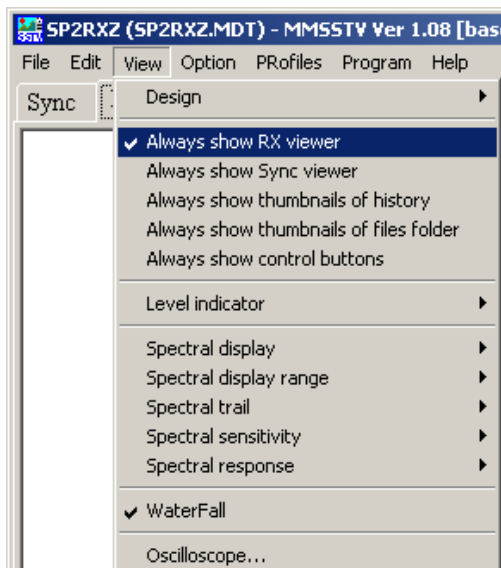 SP2RXZ (SP2RXZ.MDT) - MMSSTV Ver 1.08 [bas
File Edit View Option PRofiles Program Help
Sync
Design
Always show RX viewer
Always show Sync viewer
Always show thumbnails of history
Always show thumbnails of files folder
Always show control buttons
Level indicator
Spectral display
Spectral display range
Spectral trail
Spectral sensitivity
Spectral response
WaterFall
Oscilloscope...